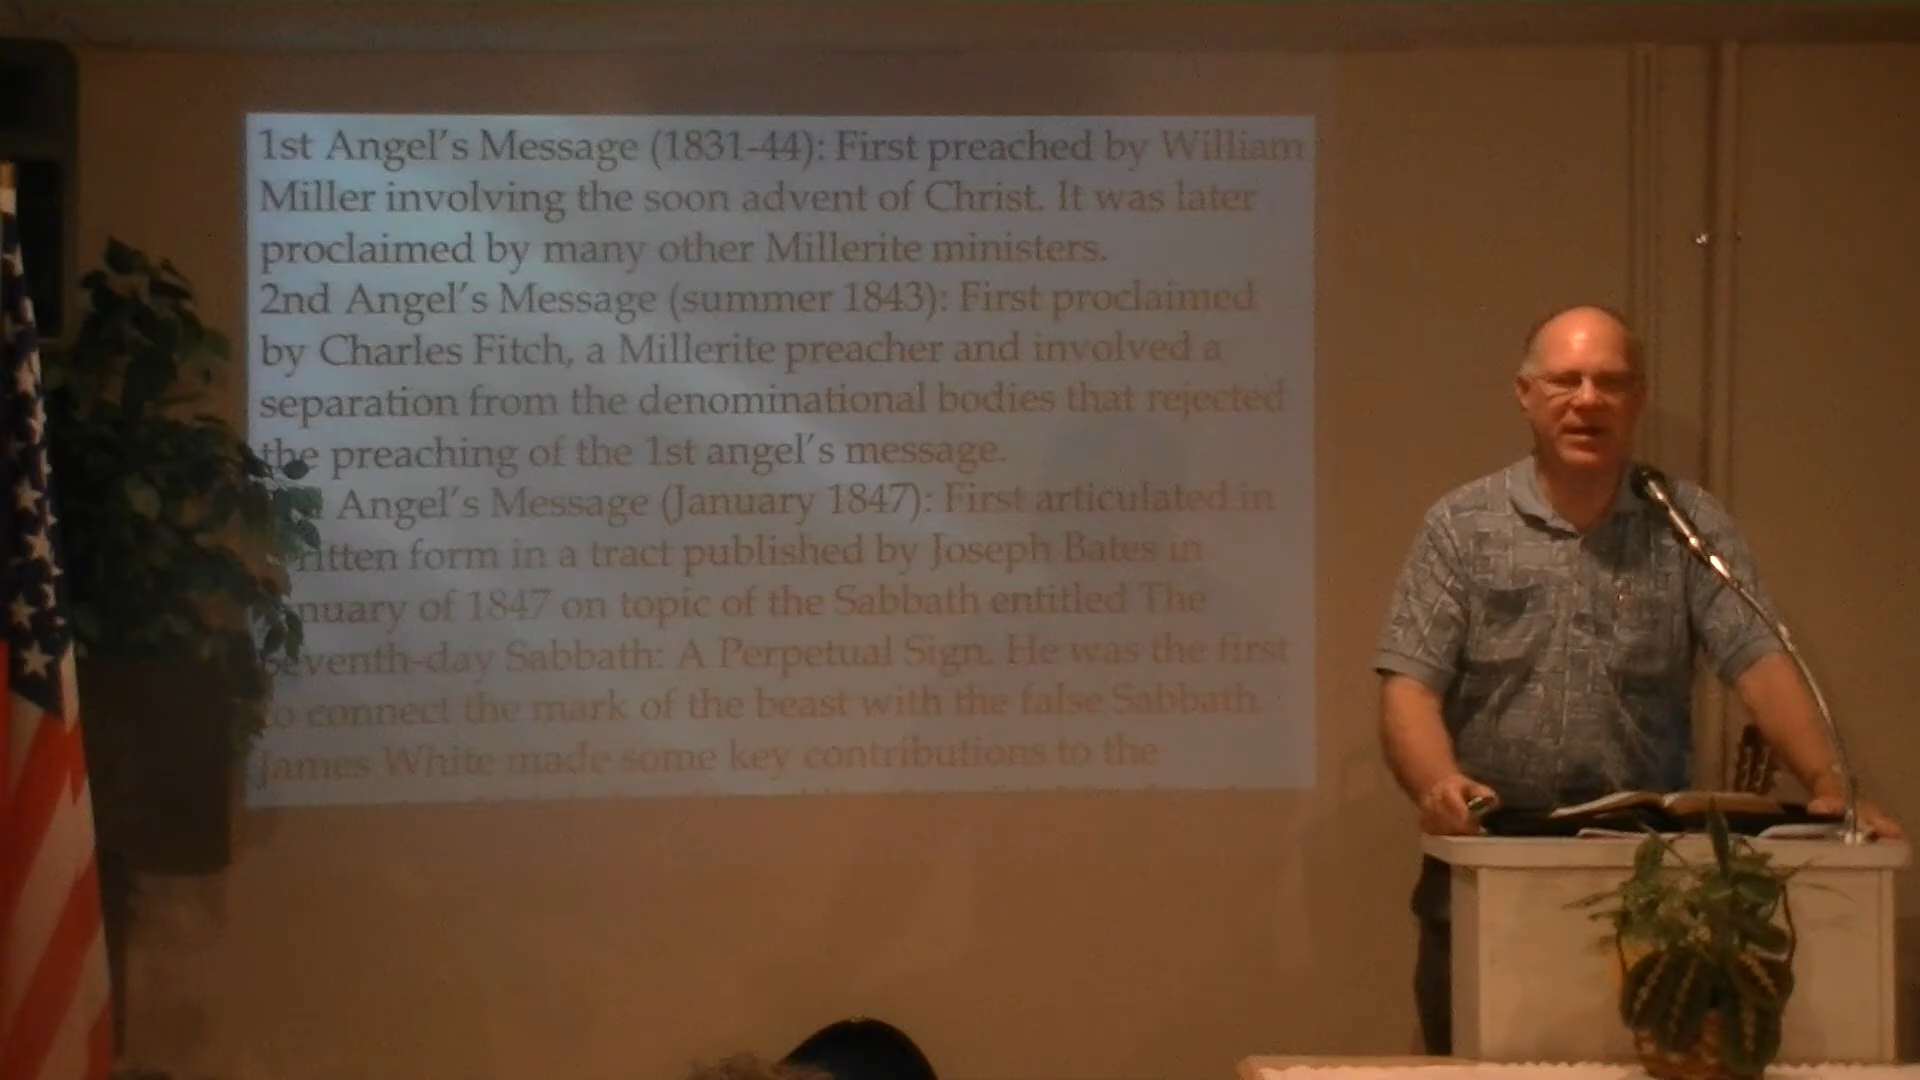 1st Angel's Message (1831-44): First preached by William
Miller involving the soon advent of Christ. It was later
proclaimed by many other Millerite ministers.
2nd Angel's Message (summer 1843): First proclaimed
by Charles Fitch, a Millerite preacher and involved a
separation from the denominational bodies that rejected
the preaching of the 1st angel's message.
Angel's Message (January 1847): First articulated in
ritten form in a tract published by Joseph Bates in
nuary of 1847 on topic of the Sabbath entitled The
Seventh-day Sabbath: A Perpetual Sign. He was the first
to connect the mark of the beast with the false Sabbath.
James White made some key contributions to the